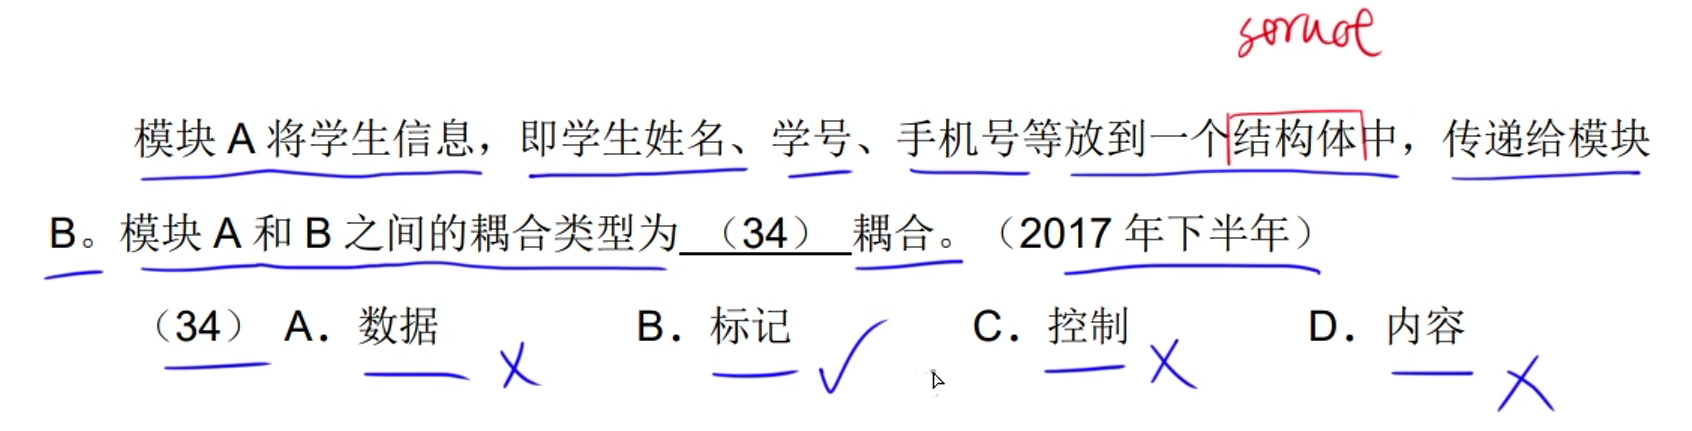 struct
模块 A 将学生信息，即学生姓名、学号、手机号等放到一个结构体中，传递给模块
B。模块 A 和 B 之间的耦合类型为 （34） 耦合。（2017 年下半年）
（34） A．数据 B．标记 C．控制 D．内容